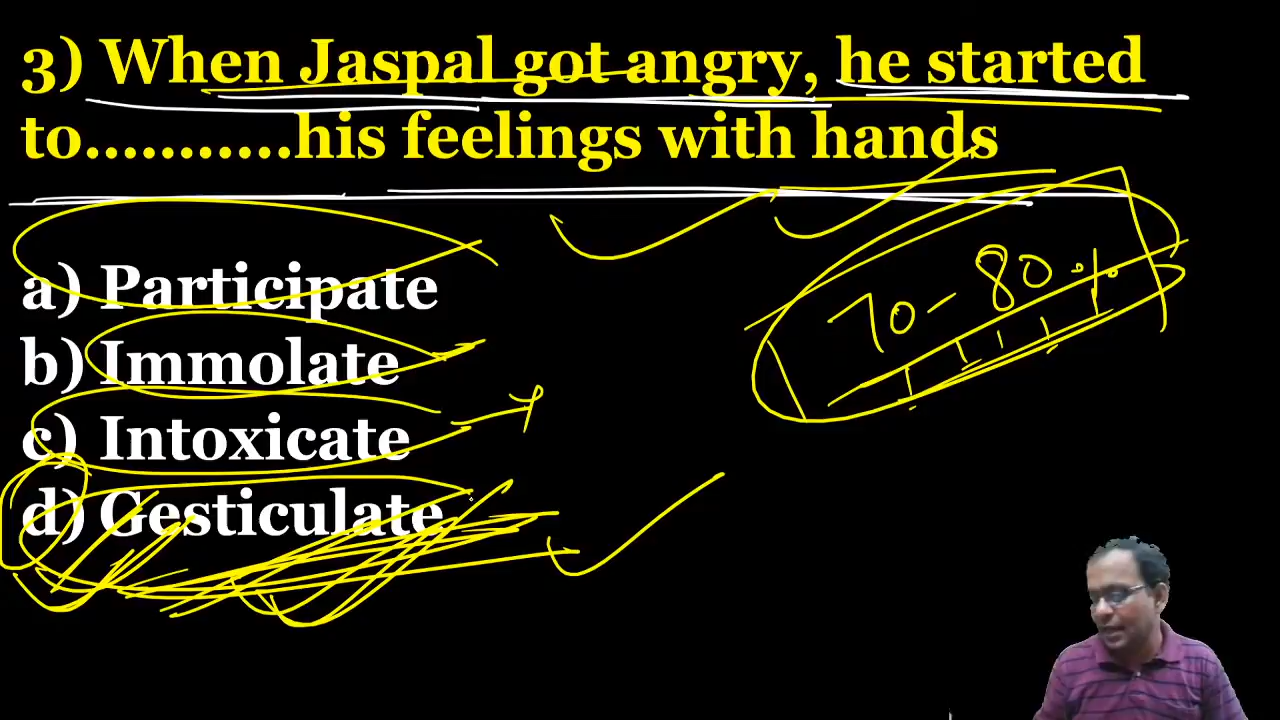 3) When Jaspal got angry, he started
to...........his feelings with hands
70-80%
a) Participate
b) Immolate
c) Intoxicate
d) Gesticulate